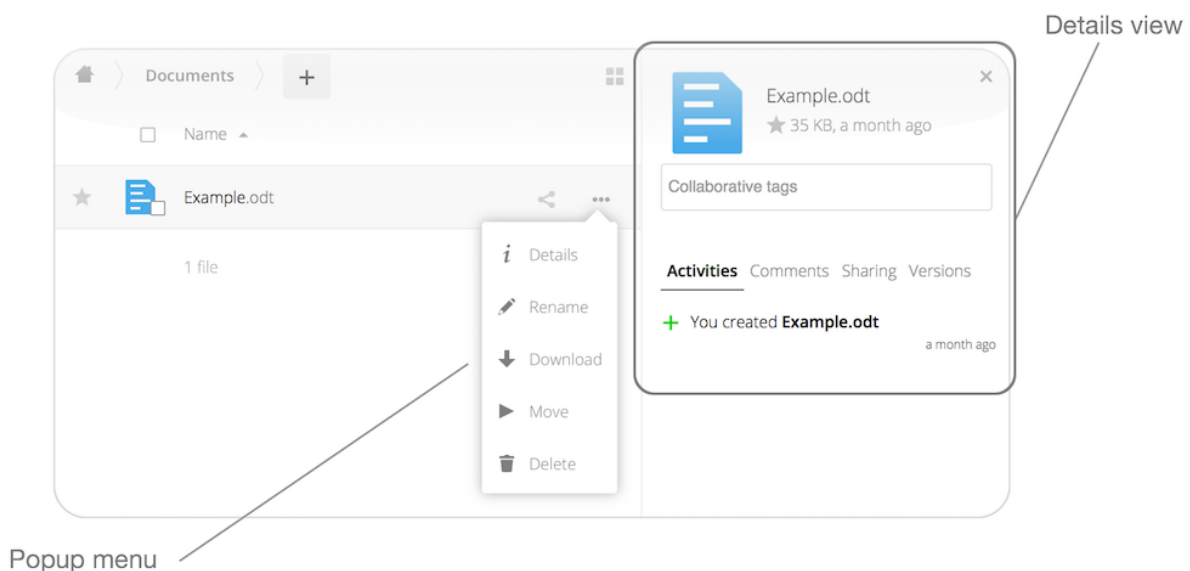 Details view
Documents
+
Example.odt
35 KB, a month ago
Name
Collaborative tags
Example.odt
1 file
Details
Rename
Download
Move
Delete
Activities Comments Sharing Versions
+ You created Example.odt
a month ago
Popup menu